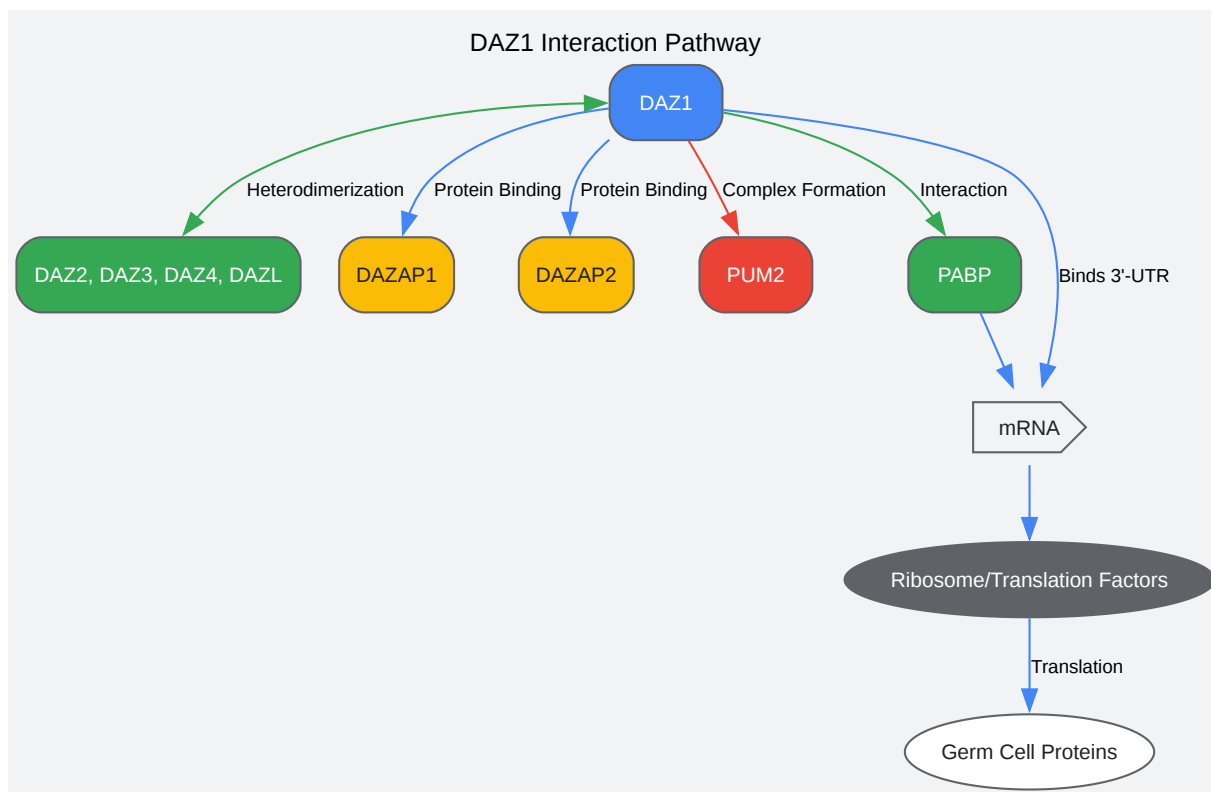 DAZ1 Interaction Pathway
DAZ1
Heterodimerization
Protein Binding
Protein Binding
Complex Formation
Interaction
DAZ2, DAZ3, DAZ4, DAZL
DAZAP1
DAZAP2
PUM2
PABP
Binds 3'-UTR
mRNA
Ribosome/Translation Factors
Translation
Germ Cell Proteins